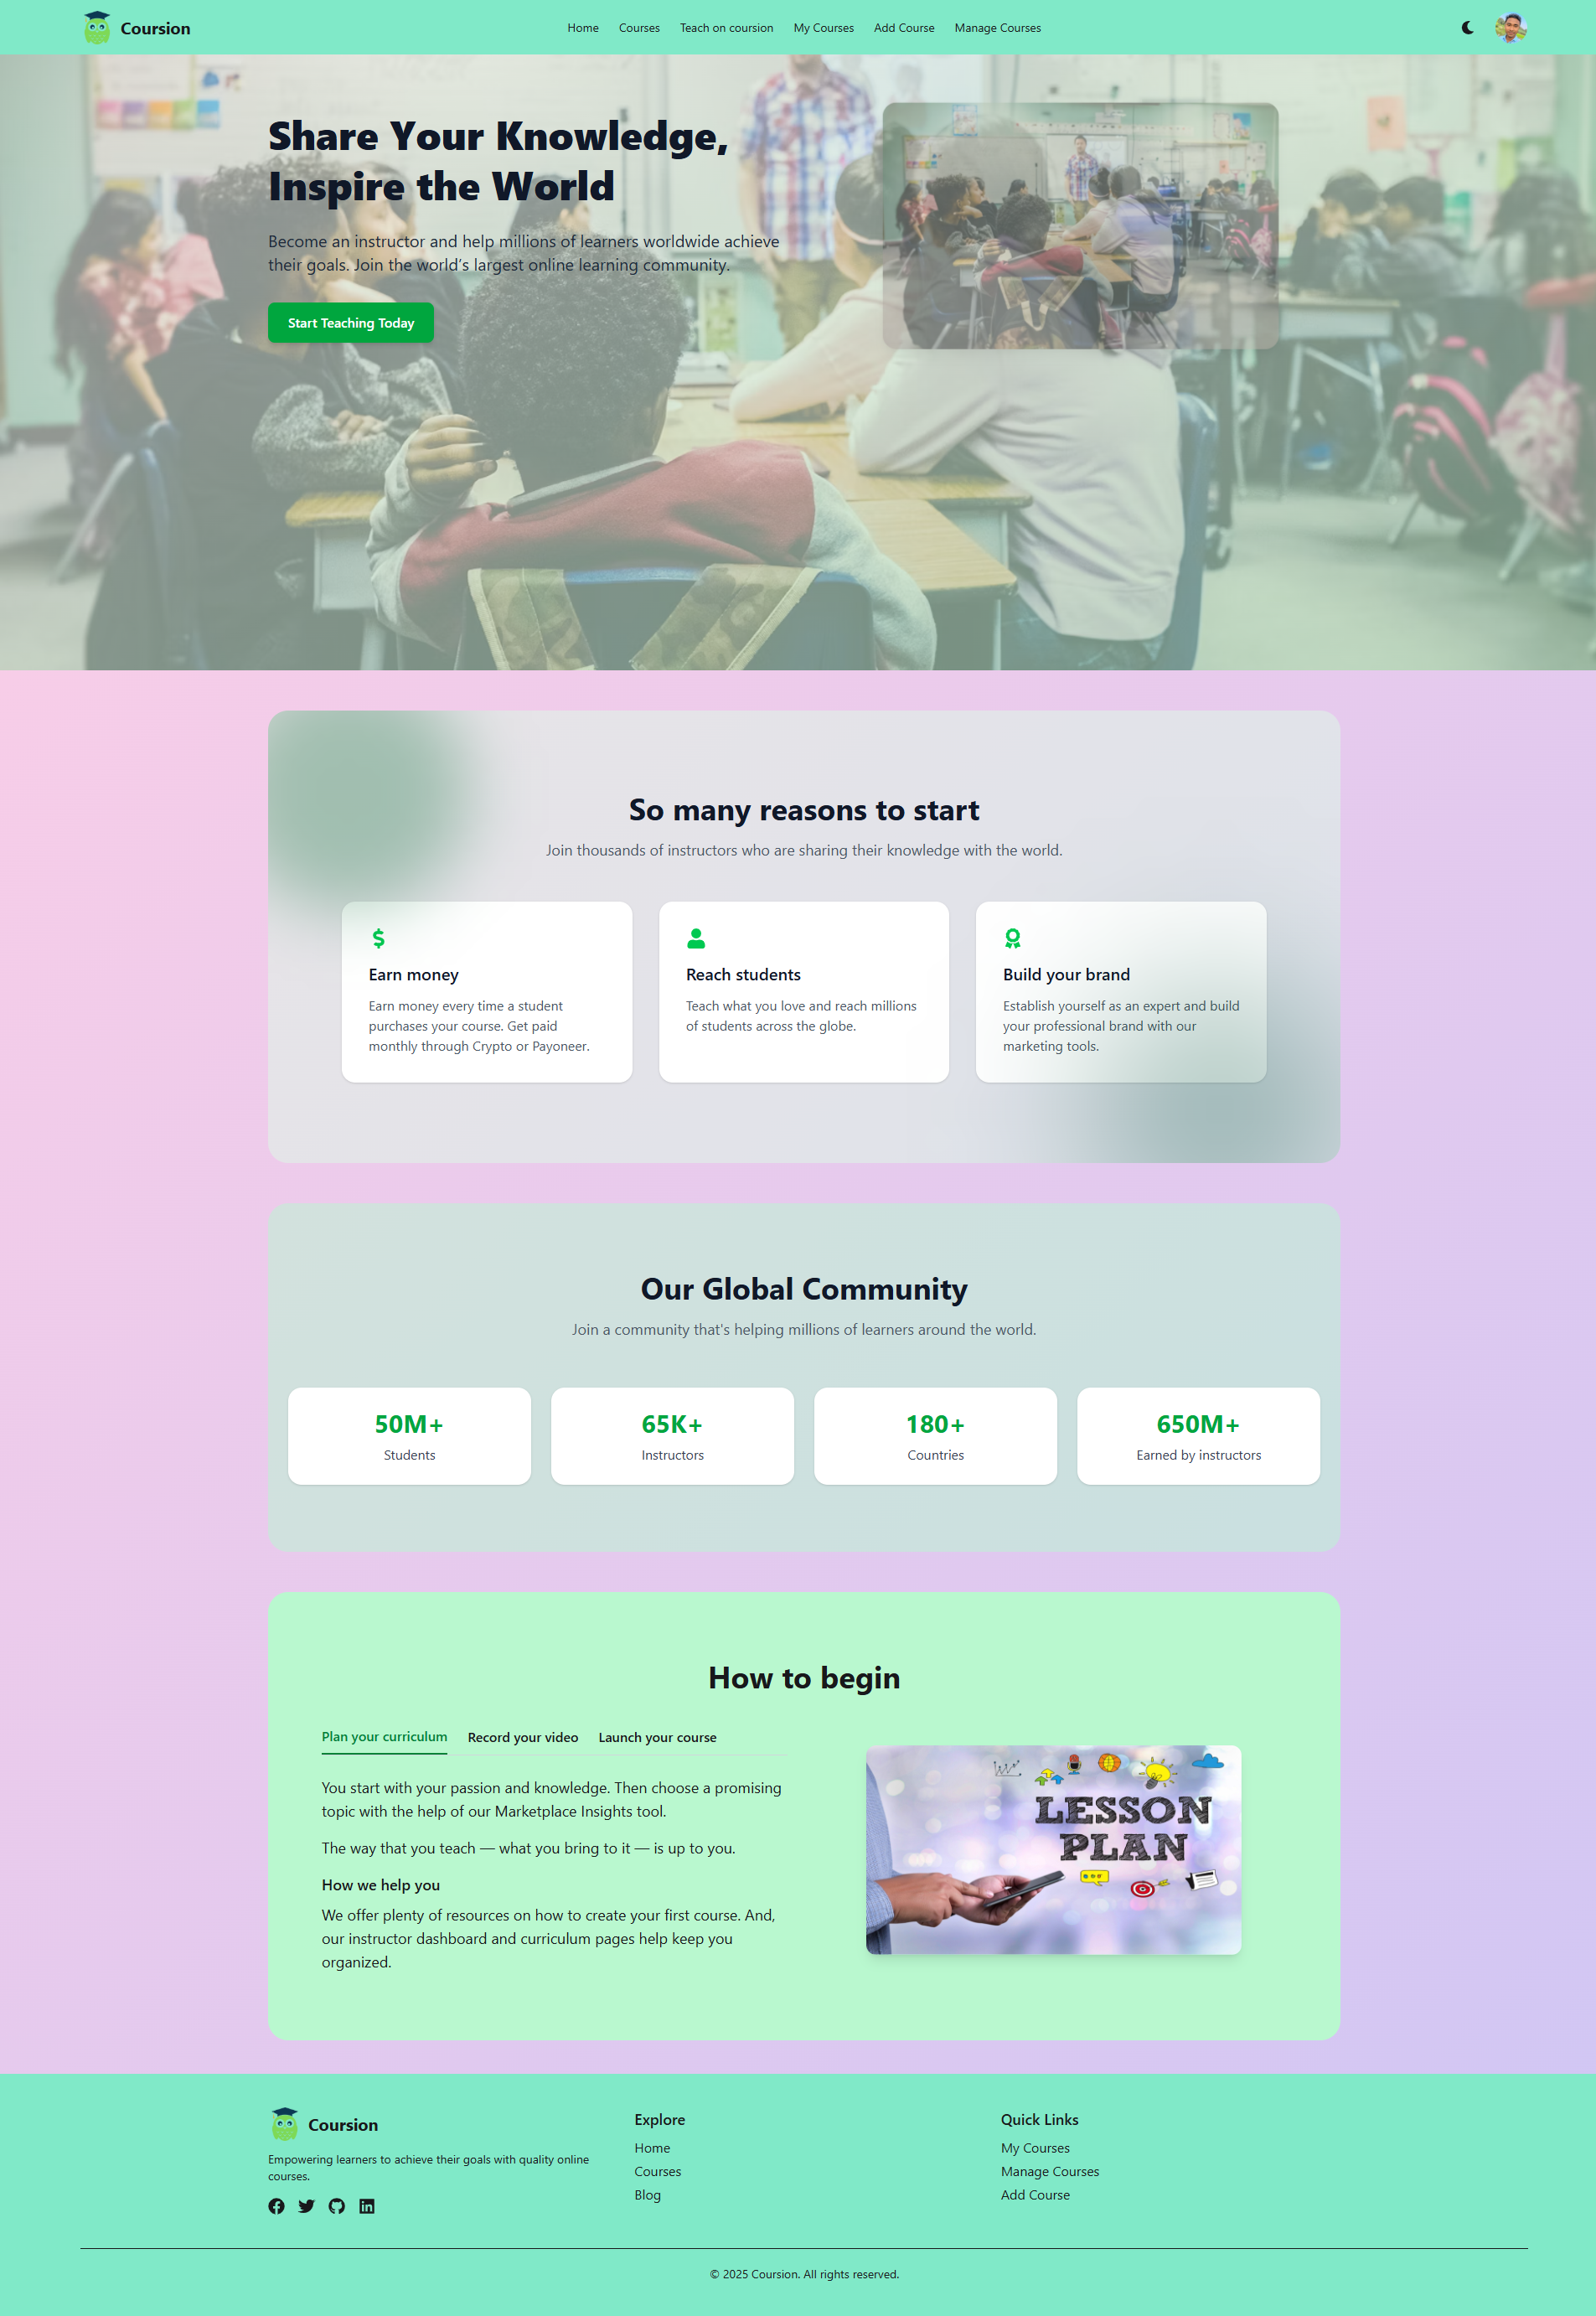 Coursion
Home
Courses
Teach on coursion
My Courses
Add Course
Manage Courses
Share Your Knowledge,
Inspire the World
Become an instructor and help millions of learners worldwide achieve
their goals. Join the world’s largest online learning community.
Start Teaching Today
So many reasons to start
Join thousands of instructors who are sharing their knowledge with the world.
Earn money
Earn money every time a student
purchases your course. Get paid
monthly through Crypto or Payoneer.
Reach students
Teach what you love and reach millions
of students across the globe.
Build your brand
Establish yourself as an expert and build
your professional brand with our
marketing tools.
Our Global Community
Join a community that's helping millions of learners around the world.
50M+
Students
65K+
Instructors
180+
Countries
650M+
Earned by instructors
How to begin
Plan your curriculum
Record your video
Launch your course
You start with your passion and knowledge. Then choose a promising
topic with the help of our Marketplace Insights tool.
The way that you teach — what you bring to it — is up to you.
How we help you
We offer plenty of resources on how to create your first course. And,
our instructor dashboard and curriculum pages help keep you
organized.
LESSON
PLAN
Coursion
Empowering learners to achieve their goals with quality online
courses.
Explore
Home
Courses
Blog
Quick Links
My Courses
Manage Courses
Add Course
© 2025 Coursion. All rights reserved.